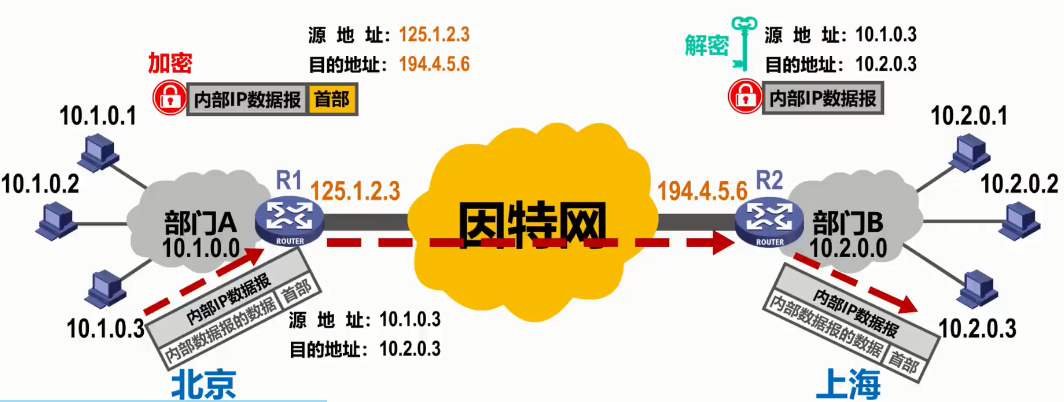 源 地 址：125.1.2.3
目的地址：194.4.5.6
加密
内部IP数据报 首部
解密
源 地 址：10.1.0.3
目的地址：10.2.0.3
内部IP数据报
10.1.0.1
10.1.0.2
10.1.0.3
部门A
10.1.0.0
R1
ROUTER
125.1.2.3
因特网
194.4.5.6
R2
ROUTER
部门B
10.2.0.0
10.2.0.1
10.2.0.2
10.2.0.3
内部IP数据报
内部数据报的数据 首部
源 地 址：10.1.0.3
目的地址：10.2.0.3
内部IP数据报
内部数据报的数据 首部
北京
上海